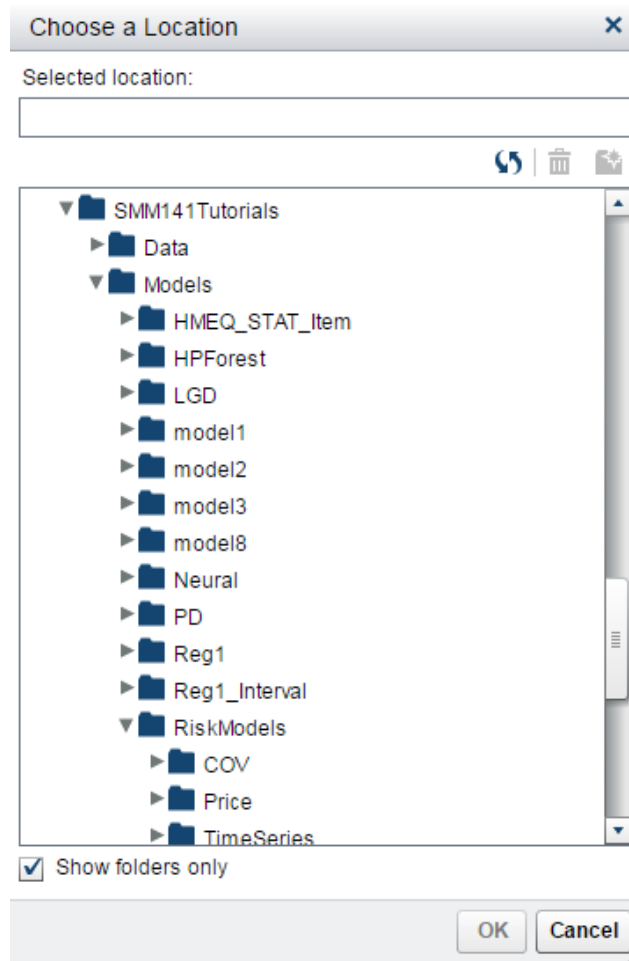 Choose a Location
Selected location:
SMM141Tutorials
Data
Models
HMEQ_STAT_Item
HPForest
LGD
model1
model2
model3
model8
Neural
PD
Reg1
Reg1_Interval
RiskModels
COV
Price
TimeSeries
Show folders only
OK Cancel